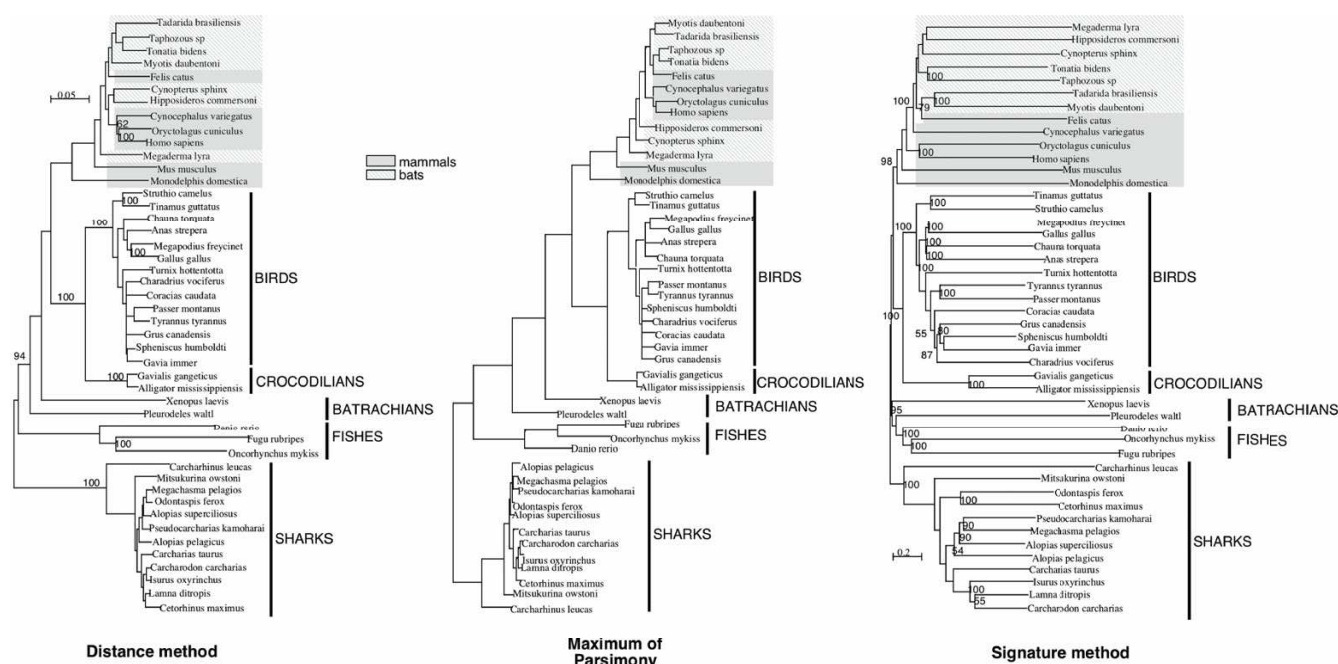 Tadarida brasiliensis
Taphozous sp
Tonatia bidens
Myotis daubentoni
Felis catus
0.05
Cynopterus sphinx
Hipposideros commersoni
Cynocephalus variegatus
62
Oryctolagus cuniculus
100
Homo sapiens
Megaderma lyra
Mus musculus
Monodelphis domestica
Struthio camelus
100
Tinamus guttatus
100
Chauna torquata
Anas strepera
Megapodius freycinet
100
Gallus gallus
Turnix hottentotta
Charadrius vociferus
Coracias caudata
100
Passer montanus
Tyrannus tyrannus
Grus canadensis
Spheniscus humboldti
Gavia immer
BIRDS
94
Gavialis gangeticus
100
Alligator mississippiensis
CROCODILIANS
Xenopus laevis
Pleurodeles waltl
BATRACHIANS
Danio rerio
Fugu rubripes
100
Oncorhynchus mykiss
FISHES
Carcharhinus leucas
100
Mitsukurina owstoni
Megachasma pelagios
Odontaspis ferox
Alopias superciliosus
Pseudocarcharias kamoharai
Alopias pelagicus
Carcharias taurus
Carcharodon carcharias
Isurus oxyrinchus
Lamna ditropis
Cetorhinus maximus
SHARKS
Distance method
mammals
bats
Myotis daubentoni
Tadarida brasiliensis
Taphozous sp
Tonatia bidens
Felis catus
Cynocephalus variegatus
Oryctolagus cuniculus
Homo sapiens
Hipposideros commersoni
Cynopterus sphinx
Megaderma lyra
Mus musculus
Monodelphis domestica
Struthio camelus
Tinamus guttatus
Megapodius freycinet
Gallus gallus
Anas strepera
Chauna torquata
Turnix hottentotta
Passer montanus
Tyrannus tyrannus
Spheniscus humboldti
Charadrius vociferus
Coracias caudata
Gavia immer
Grus canadensis
BIRDS
Gavialis gangeticus
Alligator mississippiensis
CROCODILIANS
Xenopus laevis
Pleurodeles waltl
BATRACHIANS
Fugu rubripes
Oncorhynchus mykiss
Danio rerio
FISHES
Alopias pelagicus
Megachasma pelagios
Pseudocarcharias kamoharai
Odontaspis ferox
Alopias superciliosus
Carcharias taurus
Carcharodon carcharias
Isurus oxyrinchus
Lamna ditropis
Cetorhinus maximus
Mitsukurina owstoni
Carcharhinus leucas
SHARKS
Maximum of
Parsimony
Megaderma lyra
Hipposideros commersoni
Cynopterus sphinx
Tonatia bidens
100
Taphozous sp
Tadarida brasiliensis
100
100
79
Myotis daubentoni
Felis catus
Cynocephalus variegatus
Oryctolagus cuniculus
100
Homo sapiens
98
Mus musculus
Monodelphis domestica
Tinamus guttatus
100
Struthio camelus
Megapodius freycinet
100
100
Gallus gallus
100
Chauna torquata
100
Anas strepera
100
Turnix hottentotta
Tyrannus tyrannus
100
Passer montanus
Coracias caudata
100
Grus canadensis
55
80
Spheniscus humboldti
Gavia immer
87
Charadrius vociferus
BIRDS
Gavialis gangeticus
100
Alligator mississippiensis
CROCODILIANS
Xenopus laevis
95
Pleurodeles waltl
BATRACHIANS
Danio rerio
100
Oncorhynchus mykiss
100
Fugu rubripes
FISHES
Carcharhinus leucas
100
Mitsukurina owstoni
Odontaspis ferox
100
Cetorhinus maximus
Pseudocarcharias kamoharai
90
Megachasma pelagios
90
Alopias superciliosus
54
0.2
Alopias pelagicus
Carcharias taurus
Isurus oxyrinchus
100
Lamna ditropis
55
Carcharodon carcharias
SHARKS
Signature method